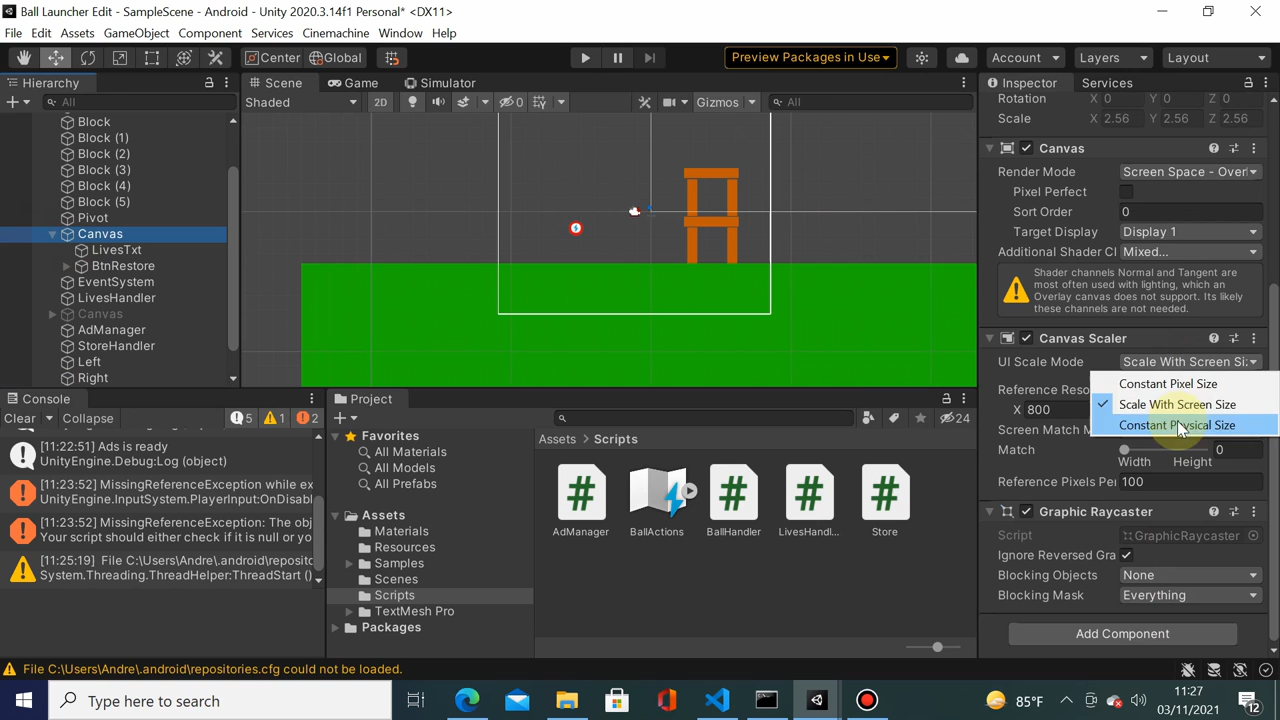 Ball Launcher Edit - SampleScene - Android - Unity 2020.3.14f1 Personal* <DX11>
File Edit Assets GameObject Component Services Cinemachine Window Help
Center Global Preview Packages in Use Account Layers Layout
Hierarchy
All
Block
Block (1)
Block (2)
Block (3)
Block (4)
Block (5)
Pivot
Canvas
LivesTxt
BtnRestore
EventSystem
LivesHandler
Canvas
AdManager
StoreHandler
Left
Right
Scene Game Simulator
Shaded 2D 0 Gizmos All
Inspector Services
Rotation X 0 Y 0 Z 0
Scale X 2.56 Y 2.56 Z 2.56
Canvas
Render Mode Screen Space - Overl
Pixel Perfect
Sort Order 0
Target Display Display 1
Additional Shader Cl Mixed...
Shader channels Normal and Tangent are
most often used with lighting, which an
Overlay canvas does not support. Its likely
these channels are not needed.
Canvas Scaler
UI Scale Mode Scale With Screen Si:
Constant Pixel Size
Scale With Screen Size
Constant Physical Size
Reference Reso
X 800
Screen Match M
Match 0
Width Height
Reference Pixels Per 100
Graphic Raycaster
Script GraphicRaycaster
Ignore Reversed Gra
Blocking Objects None
Blocking Mask Everything
Add Component
Console
Clear Collapse 5 1 2
[11:22:51] Ads is ready
UnityEngine.Debug:Log (object)
[11:23:52] MissingReferenceException while ex
UnityEngine.InputSystem.PlayerInput:OnDisabl
[11:23:52] MissingReferenceException: The obj
Your script should either check if it is null or yo
[11:25:19] File C:\Users\Andre\.android\reposito
System.Threading.ThreadHelper:ThreadStart ()
Project
24
Favorites
All Materials
All Models
All Prefabs
Assets
Materials
Resources
Samples
Scenes
Scripts
TextMesh Pro
Packages
Assets > Scripts
AdManager BallActions BallHandler LivesHandl... Store
File C:\Users\Andre\.android\repositories.cfg could not be loaded.
Type here to search
85°F
11:27
03/11/2021
12